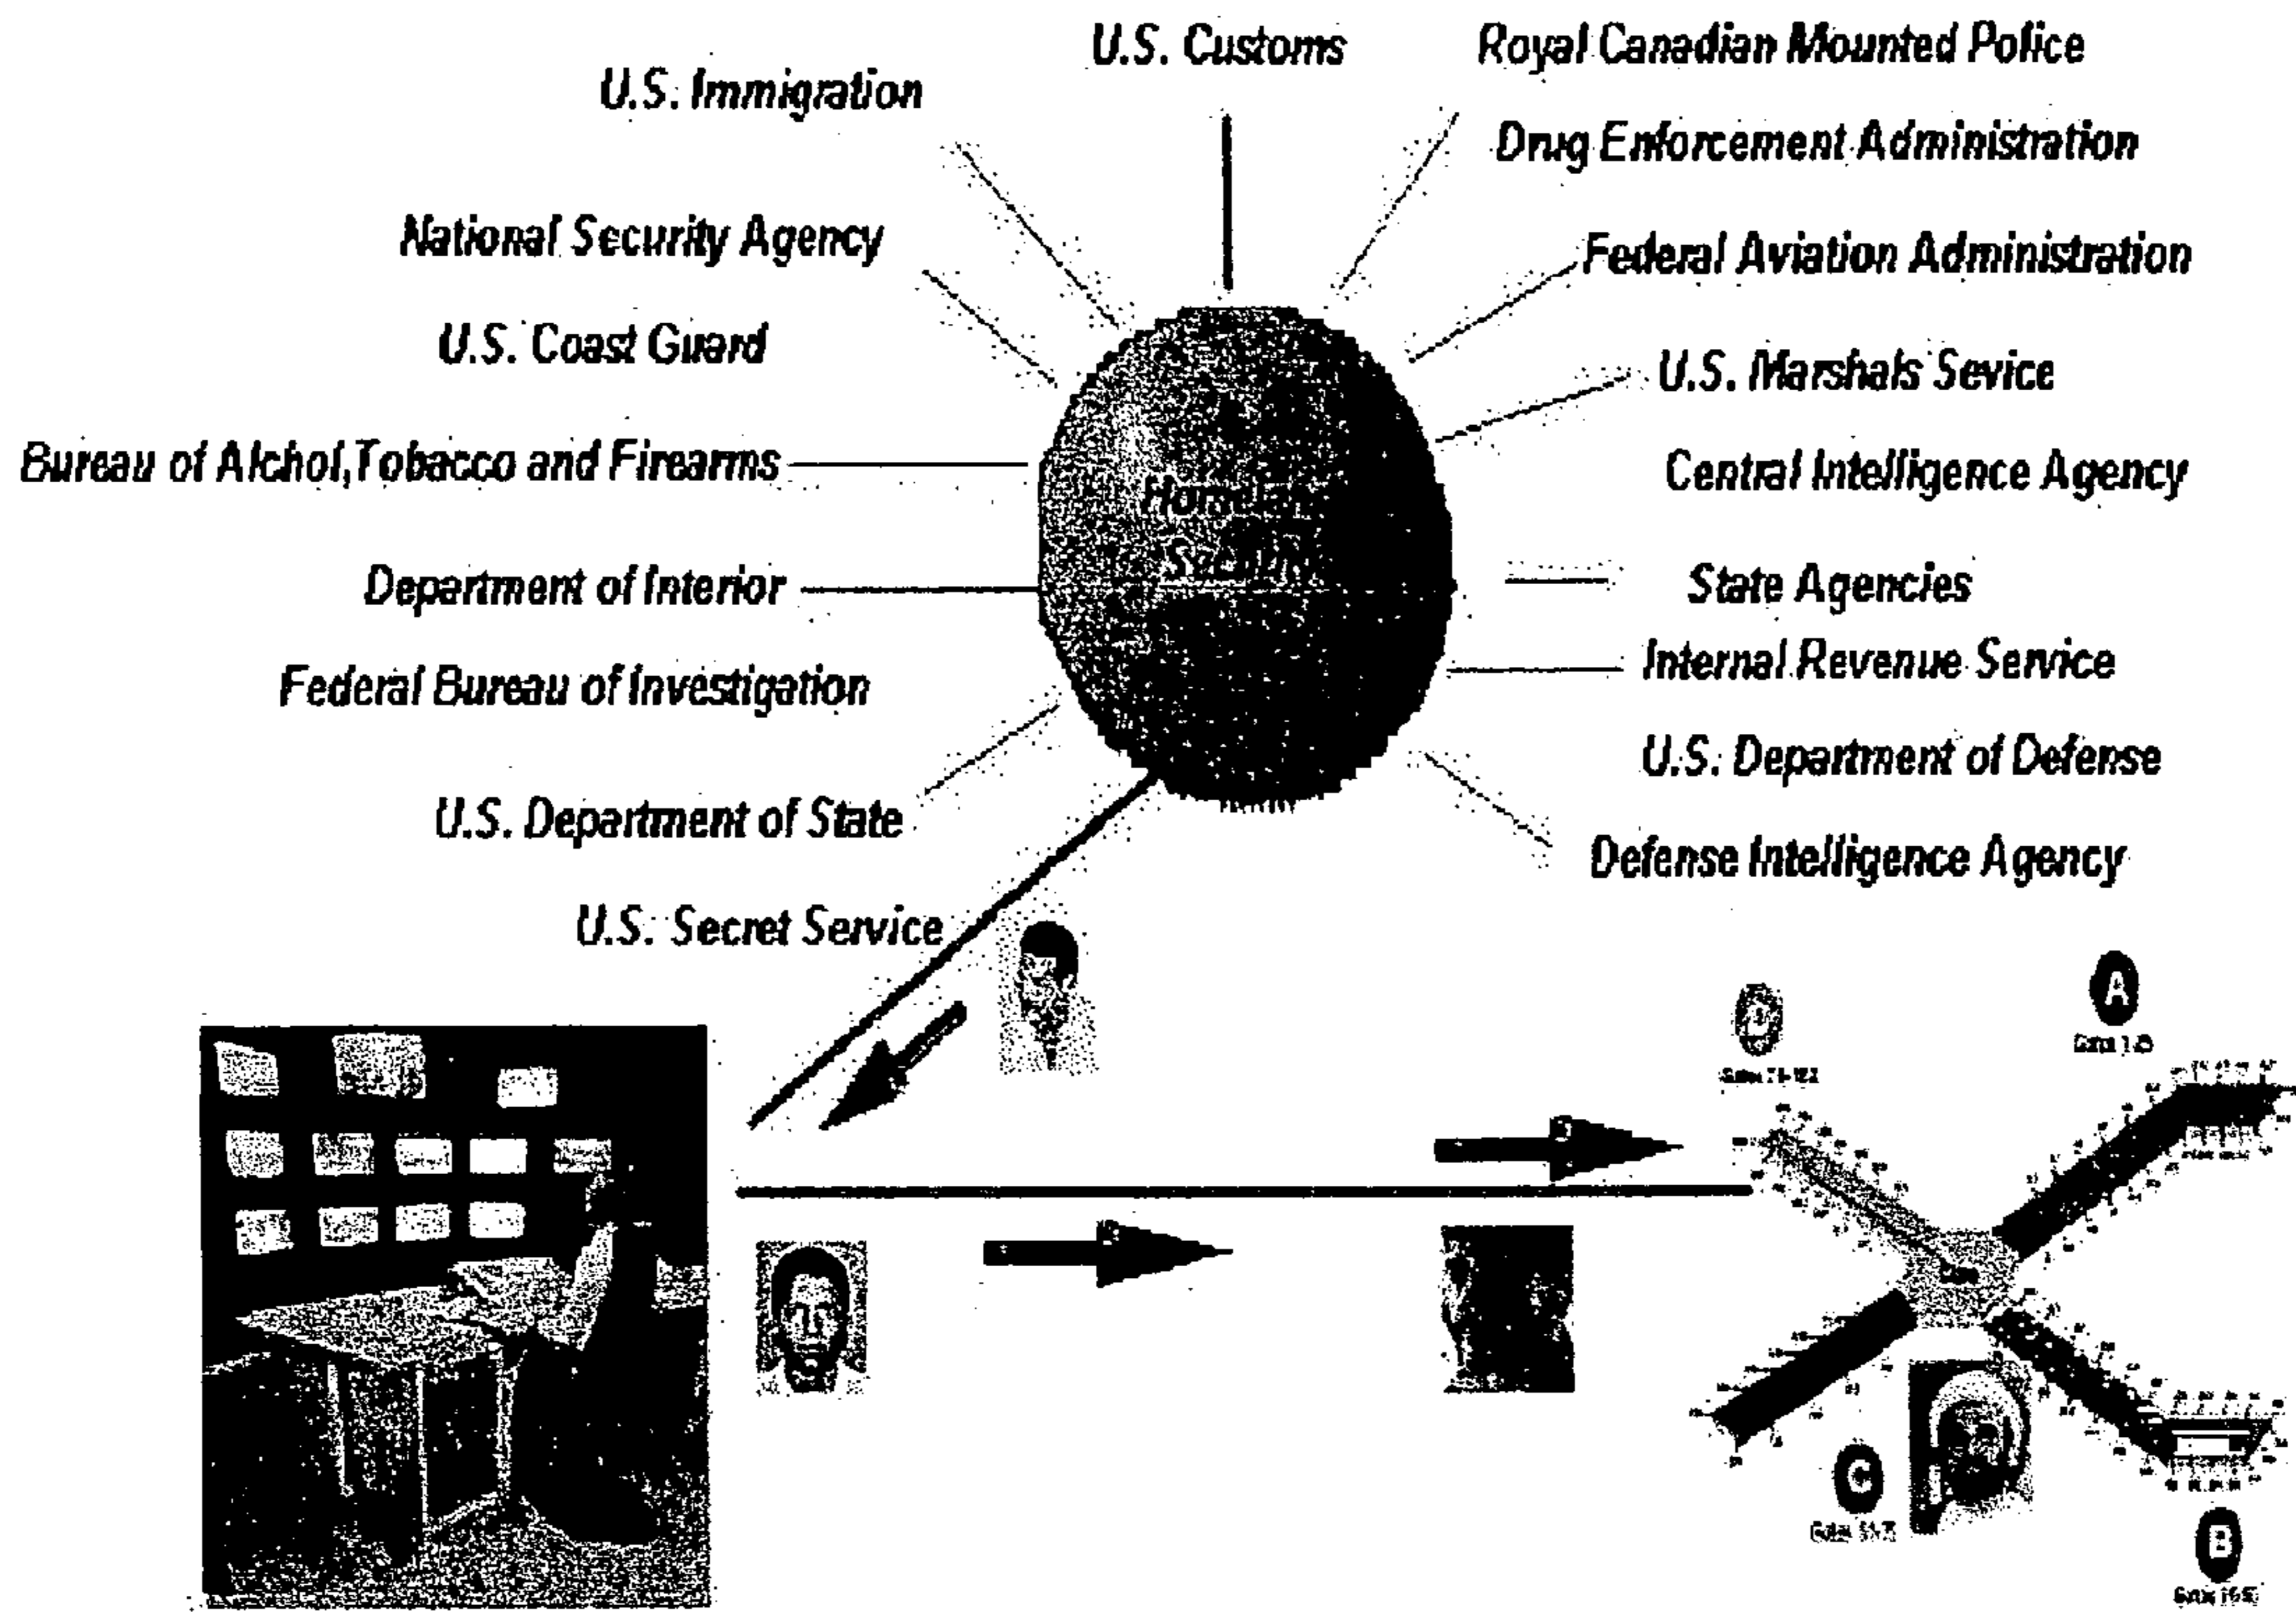 U.S. Customs
Royal Canadian Mounted Police
U.S. Immigration
Drug Enforcement Administration
National Security Agency
Federal Aviation Administration
U.S. Coast Guard
U.S. Marshals Sevice
Bureau of Alchol,Tobacco and Firearms
Central Intelligence Agency
Department of Interior
State Agencies
Federal Bureau of Investigation
Internal Revenue Service
U.S. Department of State
U.S. Department of Defense
Defense Intelligence Agency
U.S. Secret Service
A
C
B